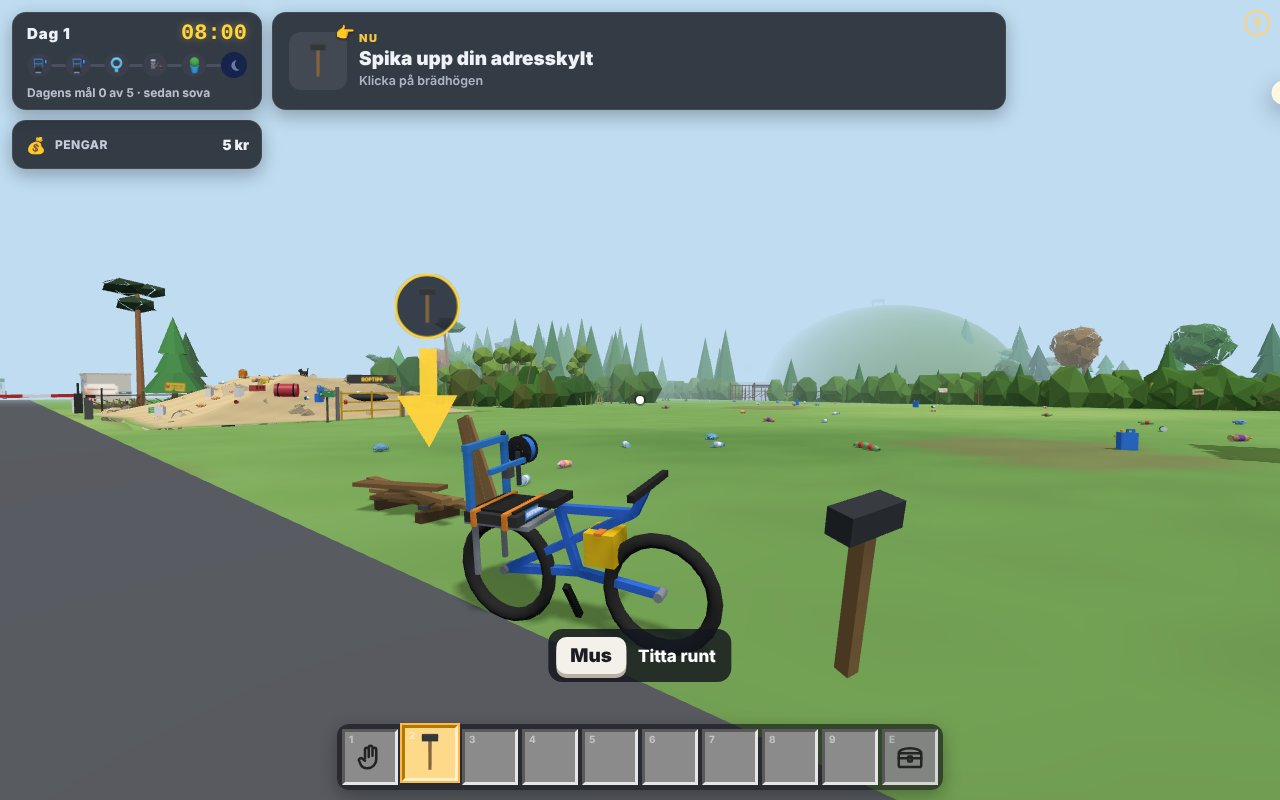 Dag 1
08:00
Dagens mål 0 av 5 · sedan sova
PENGAR
5 kr
NU
Spika upp din adresskylt
Klicka på brädhögen
?
Mus
Titta runt
1
2
3
4
5
6
7
8
9
E